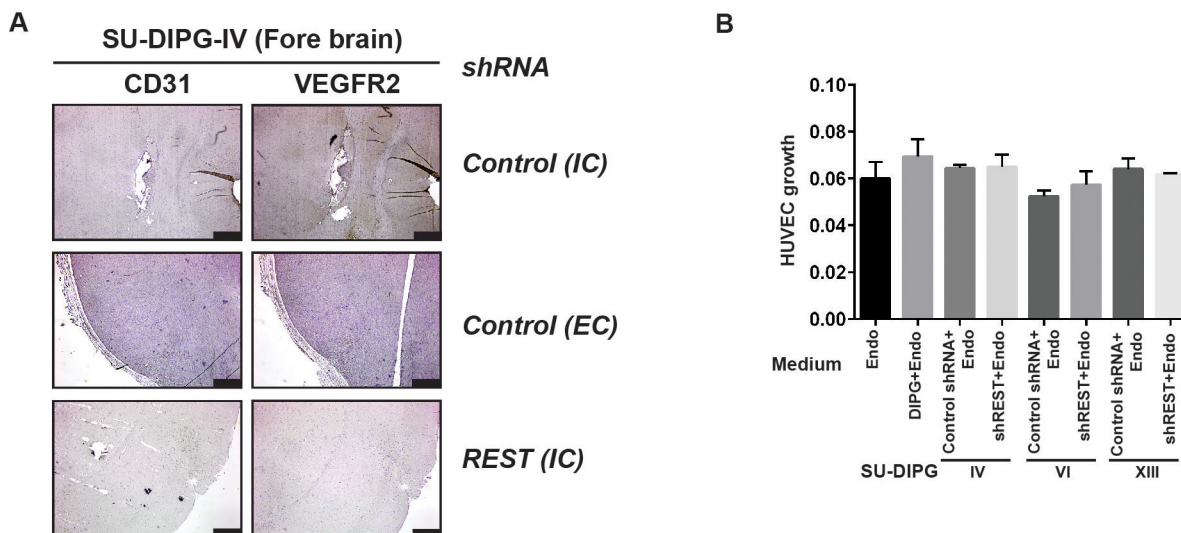 A
SU-DIPG-IV (Fore brain)
shRNA
CD31
VEGFR2
Control (IC)
Control (EC)
REST (IC)
B
HUVEC growth
0.10
0.08
0.06
0.04
0.02
0.00
Medium
Endo
DIPG+Endo
Control shRNA+
Endo
shREST+Endo
Control shRNA+
Endo
shREST+Endo
Control shRNA+
Endo
shREST+Endo
SU-DIPG
IV
VI
XIII